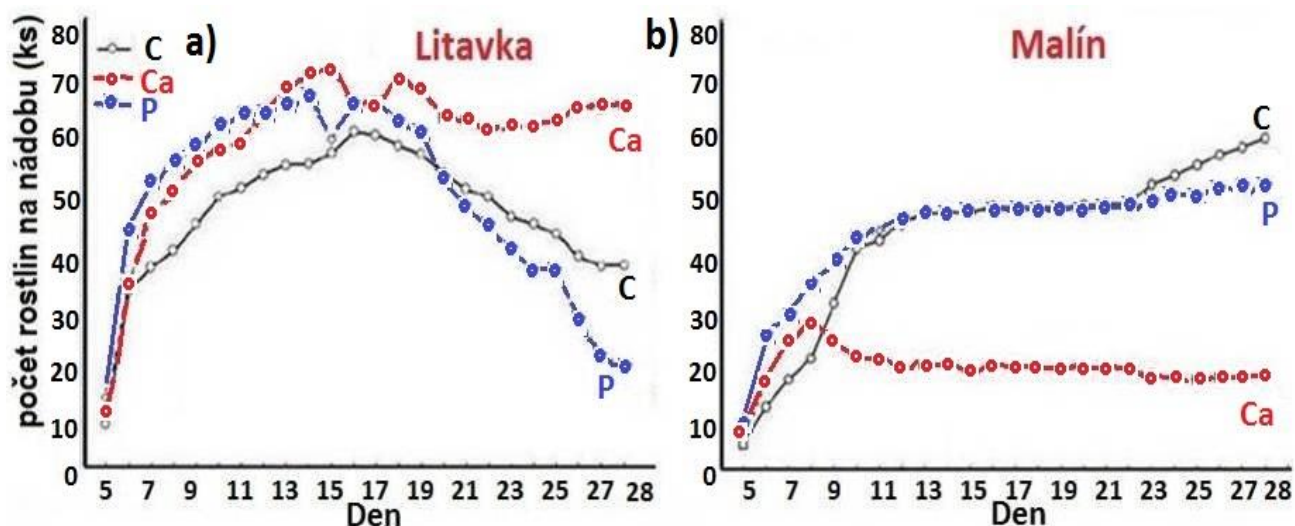 počet rostlin na nádobu (ks)
a)
Litavka
C
Ca
P
80
70
60
50
40
30
20
10
0
Ca
C
P
5 7 9 11 13 15 17 19 21 23 25 27 28
Den
b)
Malín
80
70
60
50
40
30
20
10
0
C
P
Ca
5 7 9 11 13 15 17 19 21 23 25 27 28
Den